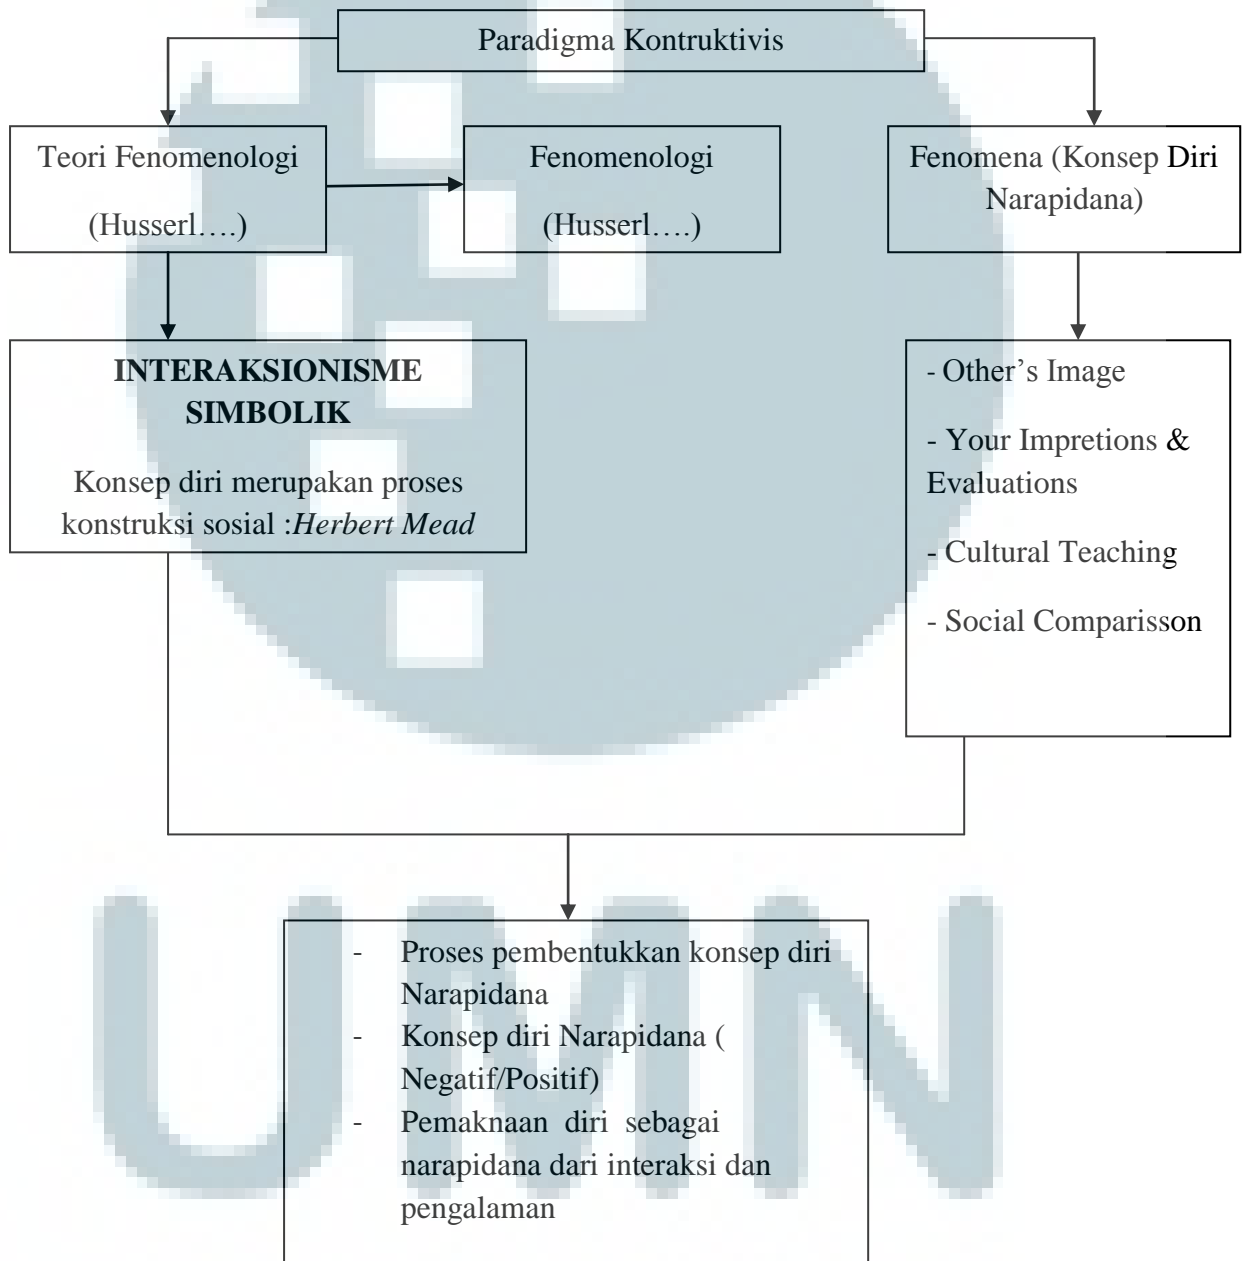 Paradigma Kontruktivis
Teori Fenomenologi
(Husserl….)
Fenomenologi
(Husserl….)
Fenomena (Konsep Diri
Narapidana)
INTERAKSIONISME
SIMBOLIK
Konsep diri merupakan proses
konstruksi sosial :Herbert Mead
- Other’s Image
- Your Impretions &
Evaluations
- Cultural Teaching
- Social Comparisson
- Proses pembentukkan konsep diri
Narapidana
- Konsep diri Narapidana (
Negatif/Positif)
- Pemaknaan diri sebagai
narapidana dari interaksi dan
pengalaman
UMN